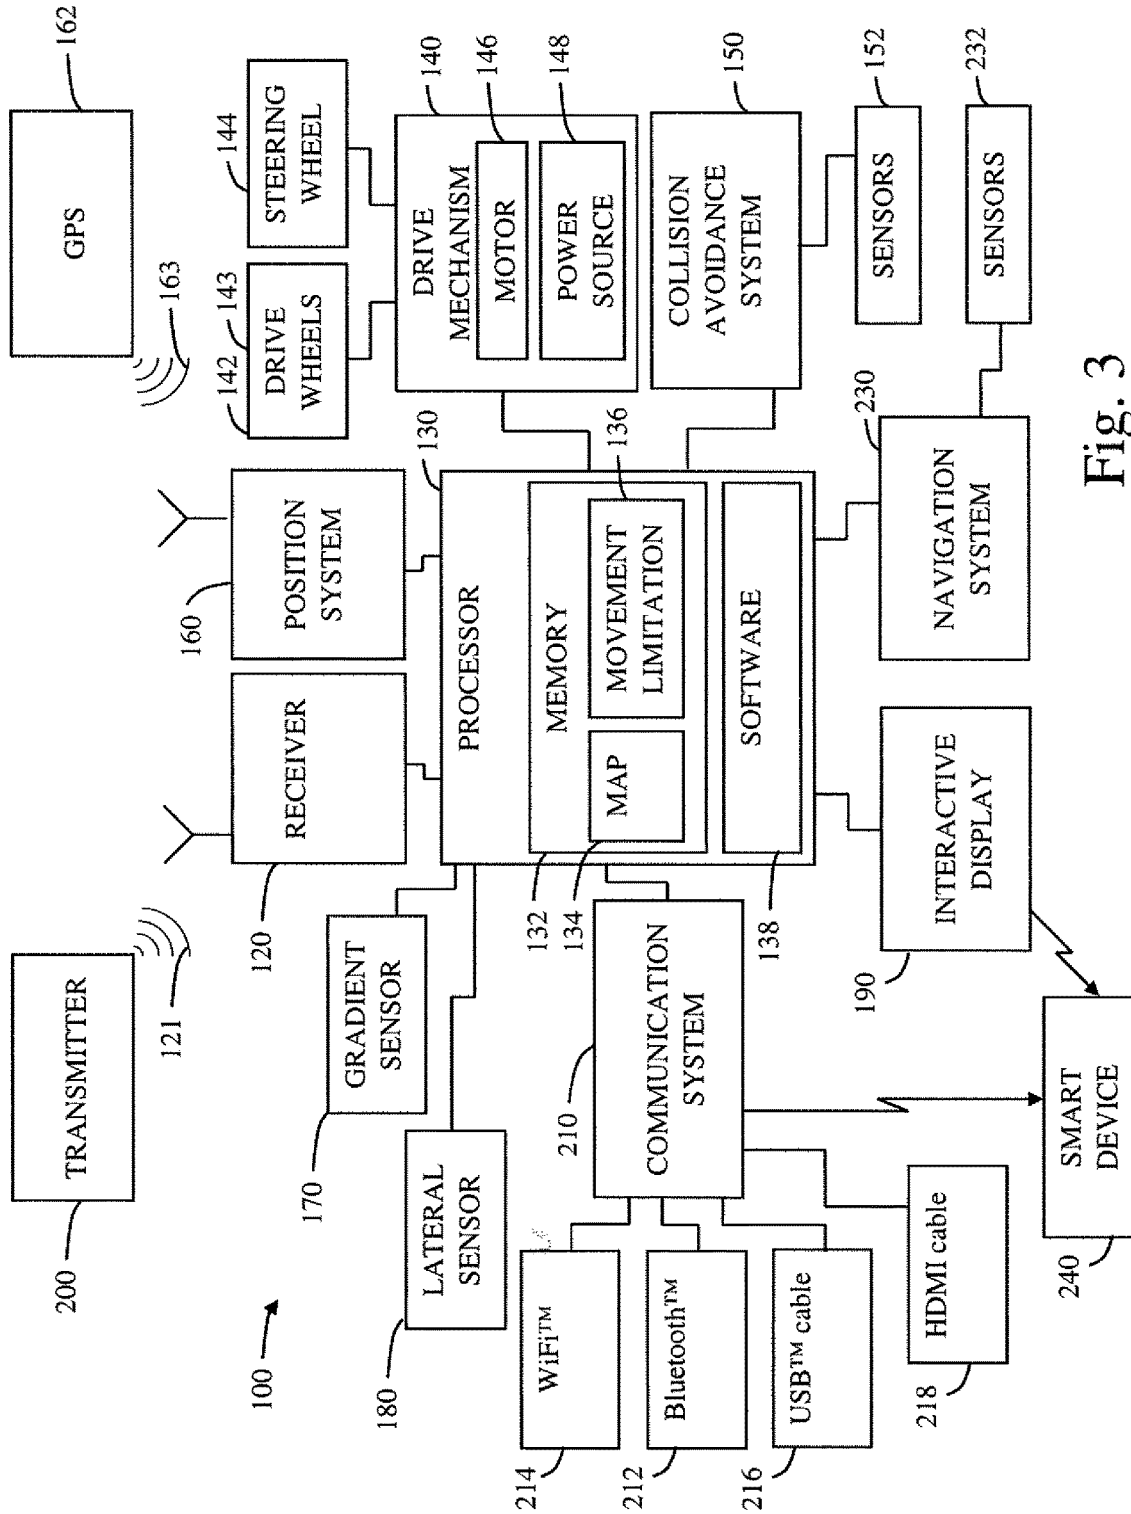 100
200
TRANSMITTER
121
GPS
162
163
120
RECEIVER
160
POSITION
SYSTEM
142
143
DRIVE
WHEELS
144
STEERING
WHEEL
170
GRADIENT
SENSOR
180
LATERAL
SENSOR
130
PROCESSOR
132
MEMORY
134
MAP
136
MOVEMENT
LIMITATION
138
SOFTWARE
140
DRIVE
MECHANISM
146
MOTOR
148
POWER
SOURCE
150
COLLISION
AVOIDANCE
SYSTEM
152
SENSORS
232
SENSORS
230
NAVIGATION
SYSTEM
190
INTERACTIVE
DISPLAY
210
COMMUNICATION
SYSTEM
214
WiFi™
212
Bluetooth™
216
USB™ cable
218
HDMI cable
240
SMART
DEVICE
Fig. 3